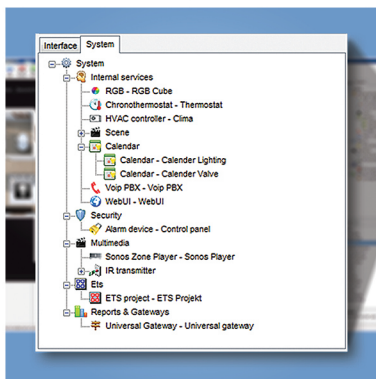 Interface System
System
Internal services
RGB - RGB Cube
Chronothermostat - Thermostat
HVAC controller - Clima
Scene
Calendar
Calendar - Calender Lighting
Calendar - Calender Valve
Voip PBX - Voip PBX
WebUI - WebUI
Security
Alarm device - Control panel
Multimedia
Sonos Zone Player - Sonos Player
IR transmitter
Ets
ETS project - ETS Projekt
Reports & Gateways
Universal Gateway - Universal gateway